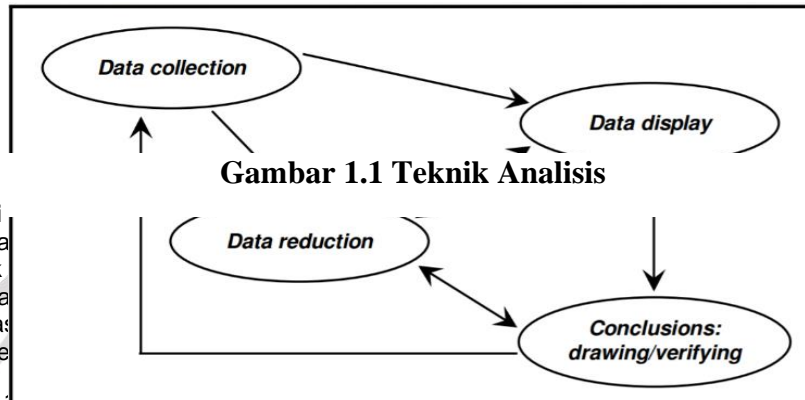 Data collection
Data display
Gambar 1.1 Teknik Analisis
Data reduction
Conclusions:
drawing/verifying